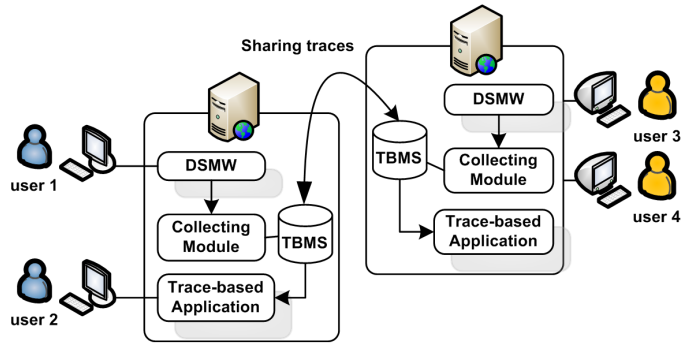 Sharing traces
DSMW
user 3
TBMS
Collecting
Module
user 1
DSMW
user 4
Trace-based
Application
Collecting
Module
TBMS
Trace-based
Application
user 2